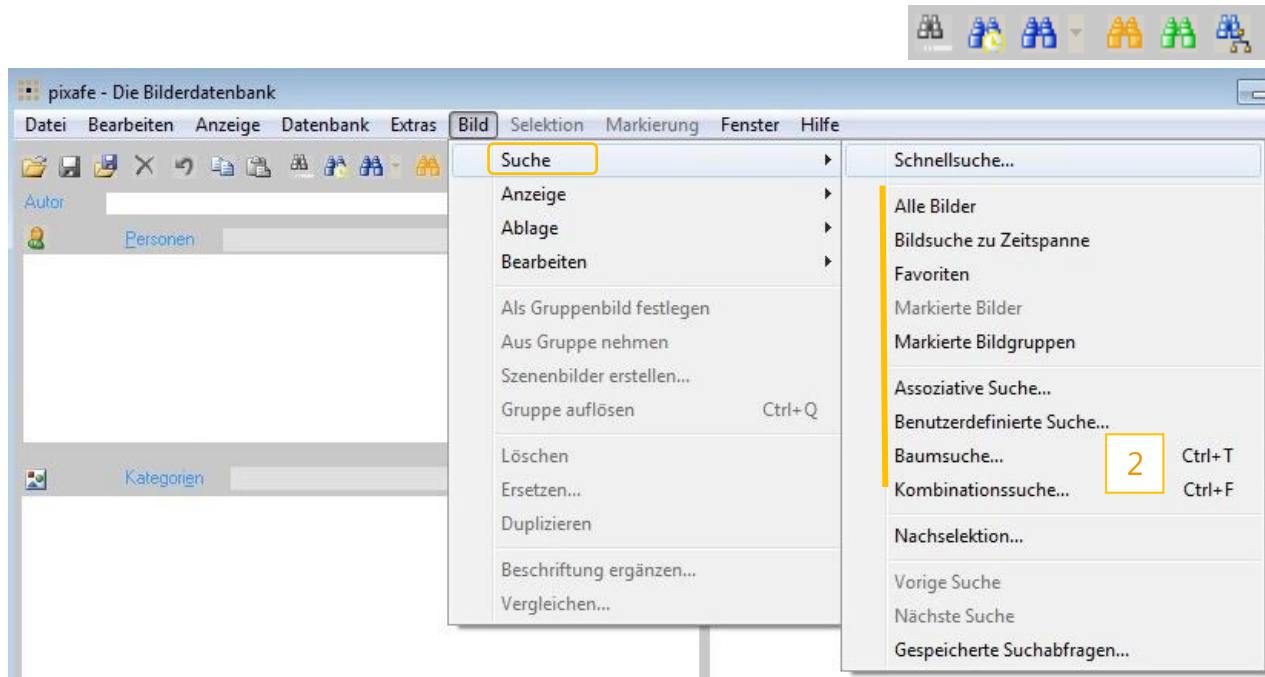 pixafe - Die Bilderdatenbank
Datei Bearbeiten Anzeige Datenbank Extras Bild Selektion Markierung Fenster Hilfe
Autor
Personen
Kategorien
Suche
Anzeige
Ablage
Bearbeiten
Als Gruppenbild festlegen
Aus Gruppe nehmen
Szenenbilder erstellen...
Gruppe auflösen Ctrl+Q
Löschen
Ersetzen...
Duplizieren
Beschriftung ergänzen...
Vergleichen...
Schnellsuche...
Alle Bilder
Bildsuche zu Zeitspanne
Favoriten
Markierte Bilder
Markierte Bildgruppen
Assoziative Suche...
Benutzerdefinierte Suche...
Baumsuche... Ctrl+T
2
Kombinationssuche... Ctrl+F
Nachselektion...
Vorige Suche
Nächste Suche
Gespeicherte Suchabfragen...